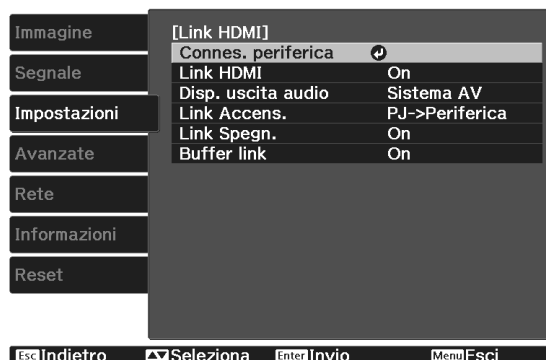 Immagine
Segnale
Impostazioni
Avanzate
Rete
Informazioni
Reset
[Link HDMI]
Connes. periferica
Link HDMI On
Disp. uscita audio Sistema AV
Link Accens. PJ->Periferica
Link Spegn. On
Buffer link On
Esc Indietro Seleziona Enter Invio Menu Esci